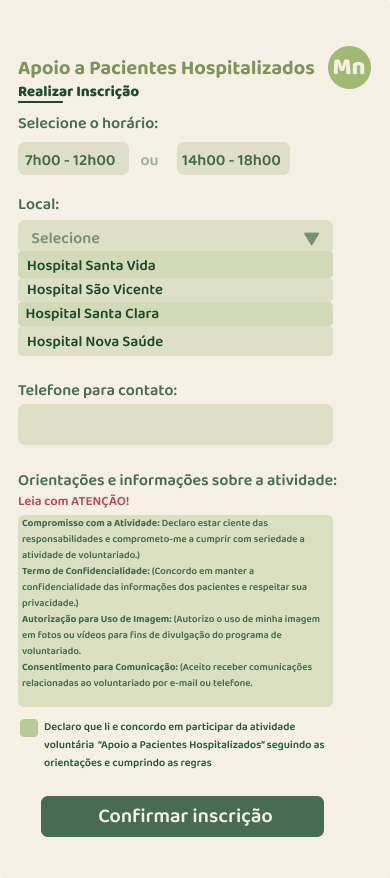 Apoio a Pacientes Hospitalizados
Mn
Realizar Inscrição
Selecione o horário:
7h00 - 12h00 ou 14h00 - 18h00
Local:
Selecione
Hospital Santa Vida
Hospital São Vicente
Hospital Santa Clara
Hospital Nova Saúde
Telefone para contato:
Orientações e informações sobre a atividade:
Leia com ATENÇÃO!
Compromisso com a Atividade: Declaro estar ciente das
responsabilidades e comprometo-me a cumprir com seriedade a
atividade de voluntariado.)
Termo de Confidencialidade: (Concordo em manter a
confidencialidade das informações dos pacientes e respeitar sua
privacidade.)
Autorização para Uso de Imagem: (Autorizo o uso de minha imagem
em fotos ou vídeos para fins de divulgação do programa de
voluntariado.
Consentimento para Comunicação: (Aceito receber comunicações
relacionadas ao voluntariado por e-mail ou telefone.
Declaro que li e concordo em participar da atividade
voluntária "Apoio a Pacientes Hospitalizados" seguindo as
orientações e cumprindo as regras
Confirmar inscrição